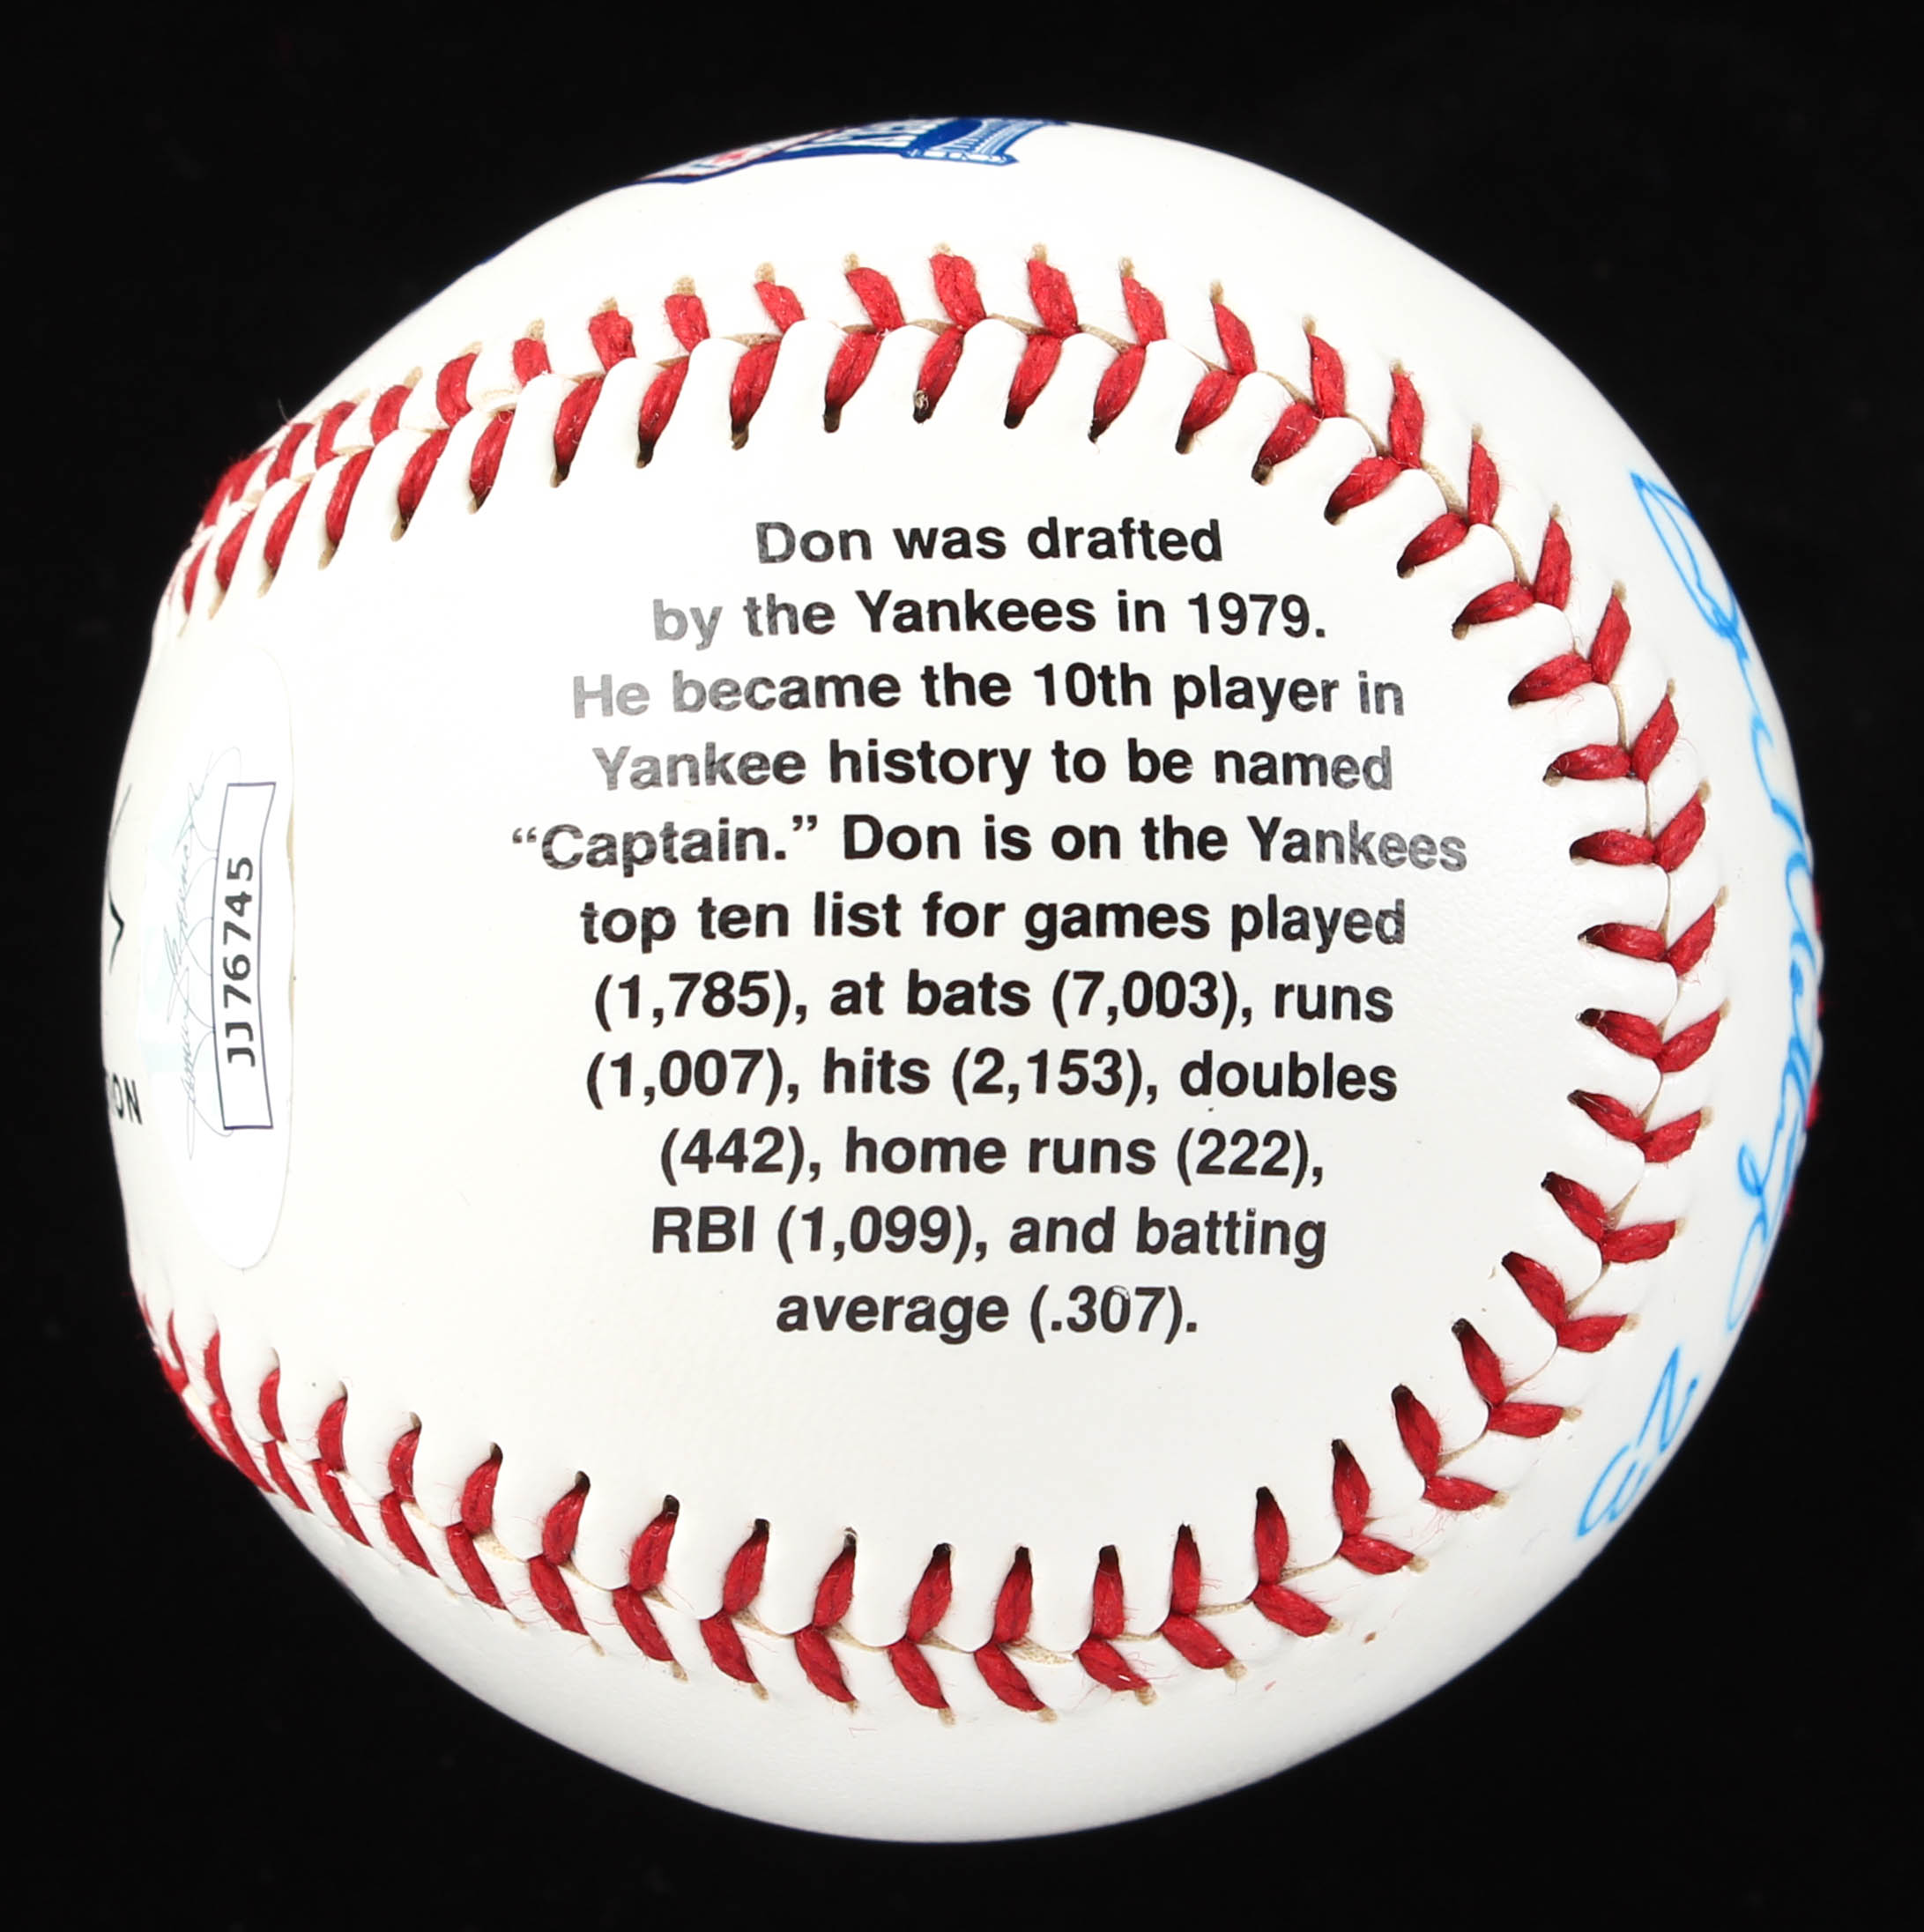 Don was drafted
by the Yankees in 1979.
He became the 10th player in
Yankee history to be named
“Captain.” Don is on the Yankees
top ten list for games played
(1,785), at bats (7,003), runs
(1,007), hits (2,153), doubles
(442), home runs (222),
RBI (1,099), and batting
average (.307).
JJ76745
23